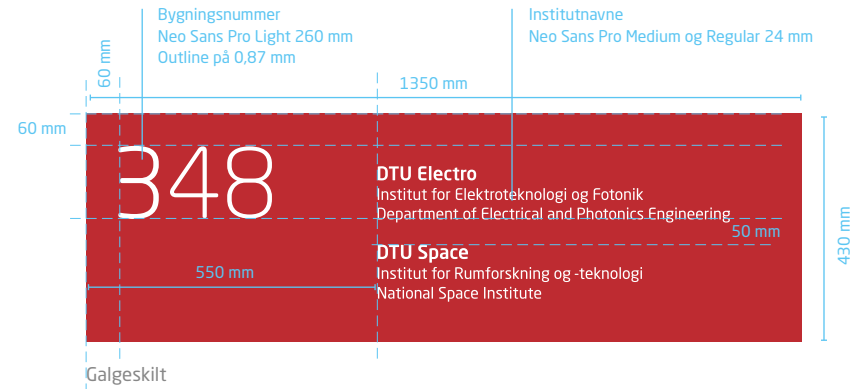 Bygningsnummer
Neo Sans Pro Light 260 mm
Outline på 0,87 mm
Institutnavne
Neo Sans Pro Medium og Regular 24 mm
60 mm
1350 mm
60 mm
348
DTU Electro
Institut for Elektroteknologi og Fotonik
Department of Electrical and Photonics Engineering
50 mm
DTU Space
Institut for Rumforskning og -teknologi
National Space Institute
550 mm
430 mm
Galgeskilt